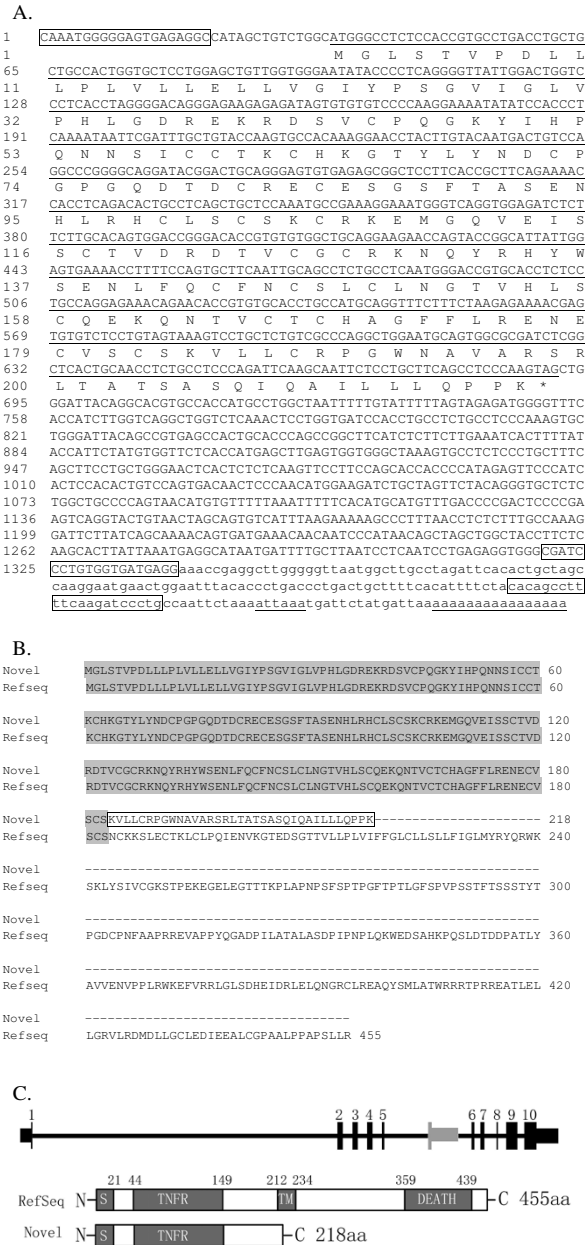 A.
1 CAAATGGGGGAGTGAGAGGCCATAGCTGTCTGGCATGGGCCTCTCCACCGTGCCTGACCTGCTG
1 M G L S T V P D L L
65 CTGCCACTGGTGCTCCTGGAGCTGTTGGTGGGAATATACCCCTCAGGGGTTATTGGACTGGTC
11 L P L V L L E L L V G I Y P S G V I G L V
128 CCTCACCTAGGGGACAGGGAGAAGAGAGATAGTGTGTGTCCCCAAGGAAAATATATCCACCCT
32 P H L G D R E K R D S V C P Q G K Y I H P
191 CAAAATAATTCGATTTGCTGTACCAAGTGCCACAAAGGAACCTACTTGTACAATGACTGTCCA
53 Q N N S I C C T K C H K G T Y L Y N D C P
254 GGCCCGGGGCAGGATACGGACTGCAGGGAGTGTGAGAGCGGCTCCTTCACCGCTTCAGAAAAC
74 G P G Q D T D C R E C E S G S F T A S E N
317 CACCTCAGACACTGCCTCAGCTGCTCCAAATGCCGAAAGGAAATGGGTCAGGTGGAGATCTCT
95 H L R H C L S C S K C R K E M G Q V E I S
380 TCTTGCACAGTGGACCGGGACACCGTGTGTGGCTGCAGGAAGAACCAGTACCGGCATTATTGG
116 S C T V D R D T V C G C R K N Q Y R H Y W
443 AGTGAAAACCTTTTCCAGTGCTTCAATTGCAGCCTCTGCCTCAATGGGACCGTGCACCTCTCC
137 S E N L F Q C F N C S L C L N G T V H L S
506 TGCCAGGAGAAACAGAACACCGTGTGCACCTGCCATGCAGGTTTCTTTCTAAGAGAAAACGAG
158 C Q E K Q N T V C T C H A G F F L R E N E
569 TGTGTCTCCTGTAGTAAAGTCCTGCTCTGTCGCCCAGGCTGGAATGCAGTGGCGCGATCTCGG
179 C V S C S K V L L C R P G W N A V A R S R
632 CTCACTGCAACCTCTGCCTCCCAGATTCAAGCAATTCTCCTGCTTCAGCCTCCCAAGTAGCTG
200 L T A T S A S Q I Q A I L L L Q P P K *
695 GGATTACAGGCACGTGCCACCATGCCTGGCTAATTTTTGTATTTTTAGTAGAGATGGGGTTTC
758 ACCATCTTGGTCAGGCTGGTCTCAAACTCCTGGTGATCCACCTGCCTCTGCCTCCCAAAGTGC
821 TGGGATTACAGCCGTGAGCCACTGCACCCAGCCGGCTTCATCTCTTCTTGAAATCACTTTTAT
884 ACCATTCTATGTGGTTCTCACCATGAGCTTGAGTGGTGGGCTAAAGTGCCTCTCCCTGCTTTC
947 AGCTTCCTGCTGGGAACTCACTCTCTCAAGTTCCTTCCAGCACCACCCCATAGAGTTCCCATC
1010 ACTCCACACTGTCCAGTGACAACTCCCAACATGGAAGATCTGCTAGTTCTACAGGGTGCTCTC
1073 TGGCTGCCCCAGTAACATGTGTTTTTAAATTTTTCACATGCATGTTTGACCCCGACTCCCCGA
1136 AGTCAGGTACTGTAACTAGCAGTGTCATTTAAGAAAAAGCCCTTTAACCTCTCTTTGCCAAAG
1199 GATTCTTATCAGCAAAACAGTGATGAAACAACAATCCCATAACAGCTAGCTGGCTACCTTCTC
1262 AAGCACTTATTAAATGAGGCATAATGATTTTGCTTAATCCTCAATCCTGAGAGGTGGGCGATC
1325 CCTGTGGTGATGAGGaaaccgaggcttgggggttaatggcttgcctagattcacactgctagc
caaggaatgaactggaatttacaccctgaccctgactgcttttcacattttctacacagcctt
ttcaagatccctgccaattctaaaattaaatgattctatgattaaaaaaaaaaaaaaaaaa
B.
Novel MGLSTVPDLLLPLVLLELLVGIYPSGVIGLVPHLGDREKRDSVCPQGKYIHPQNNSICCT 60
Refseq MGLSTVPDLLLPLVLLELLVGIYPSGVIGLVPHLGDREKRDSVCPQGKYIHPQNNSICCT 60
Novel KCHKGTYLYNDCPGPGQDTDCRECESGSFTASENHLRHCLSCSKCRKEMGQVEISSCTVD 120
Refseq KCHKGTYLYNDCPGPGQDTDCRECESGSFTASENHLRHCLSCSKCRKEMGQVEISSCTVD 120
Novel RDTVCGCRKNQYRHYWSENLFQCFNCSLCLNGTVHLSCQEKQNTVCTCHAGFFLRENECV 180
Refseq RDTVCGCRKNQYRHYWSENLFQCFNCSLCLNGTVHLSCQEKQNTVCTCHAGFFLRENECV 180
Novel SCSKVLLCRPGWNAVARSRLTATSASQIQAILLLQPPK---------------------- 218
Refseq SCSNCKKSLECTKLCLPQIENVKGTEDSGTTVLLPLVIFFGLCLLSLLFIGLMYRYQRWK 240
Novel ------------------------------------------------------------
Refseq SKLYSIVCGKSTPEKEGELEGTTTKPLAPNPSFSPTPGFTPTLGFSPVPSSTFTSSSTYT 300
Novel ------------------------------------------------------------
Refseq PGDCPNFAAPRREVAPPYQGADPILATALASDPIPNPLQKWEDSAHKPQSLDTDDPATLY 360
Novel ------------------------------------------------------------
Refseq AVVENVPPLRWKEFVRRLGLSDHEIDRLELQNGRCLREAQYSMLATWRRRTPRREATLEL 420
Novel -----------------------------------
Refseq LGRVLRDMDLLGCLEDIEEALCGPAALPPAPSLLR 455
C.
1 2 3 4 5 6 7 8 9 10
21 44 149 212 234 359 439
RefSeq N S TNFR TM DEATH C 455aa
Novel N S TNFR C 218aa